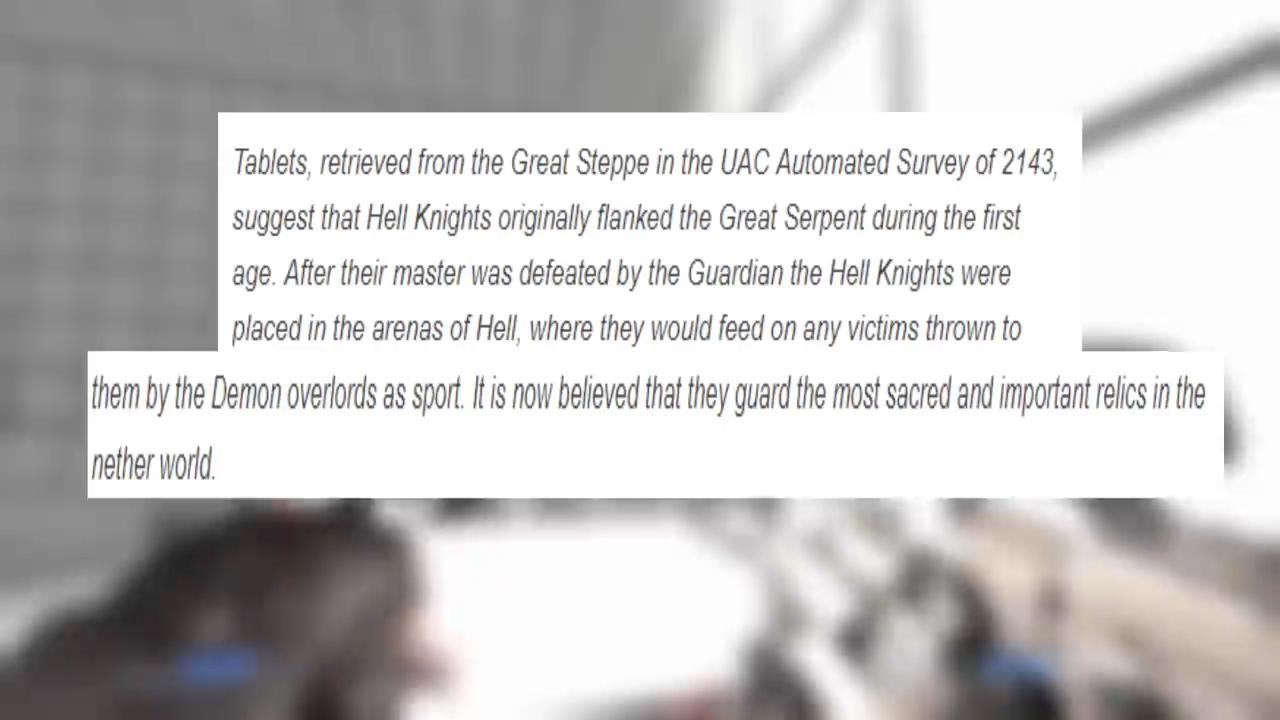 Tablets, retrieved from the Great Steppe in the UAC Automated Survey of 2143,
suggest that Hell Knights originally flanked the Great Serpent during the first
age. After their master was defeated by the Guardian the Hell Knights were
placed in the arenas of Hell, where they would feed on any victims thrown to
them by the Demon overlords as sport. It is now believed that they guard the most sacred and important relics in the
nether world.